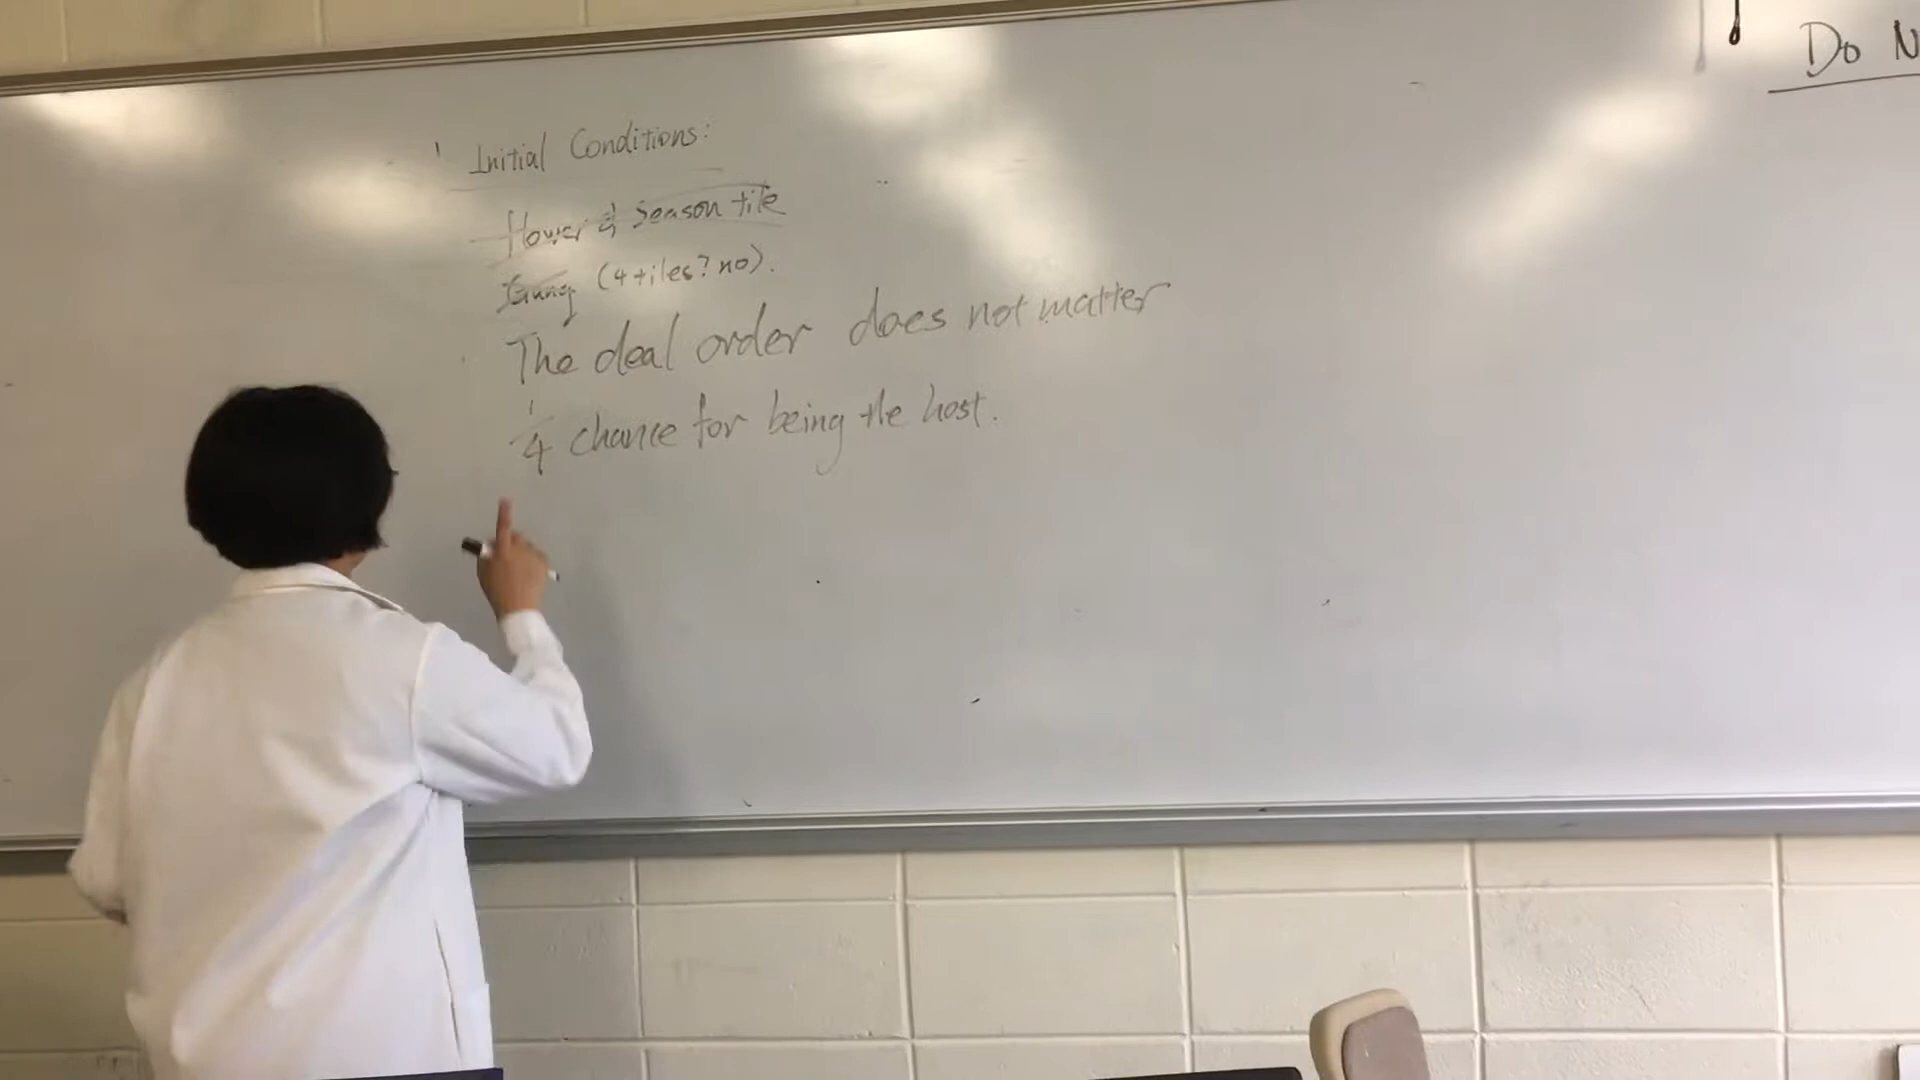 Initial Conditions:
Flower & Season tile
Gung (4 tiles? no).
The deal order does not matter
1/4 chance for being the host.
Do N